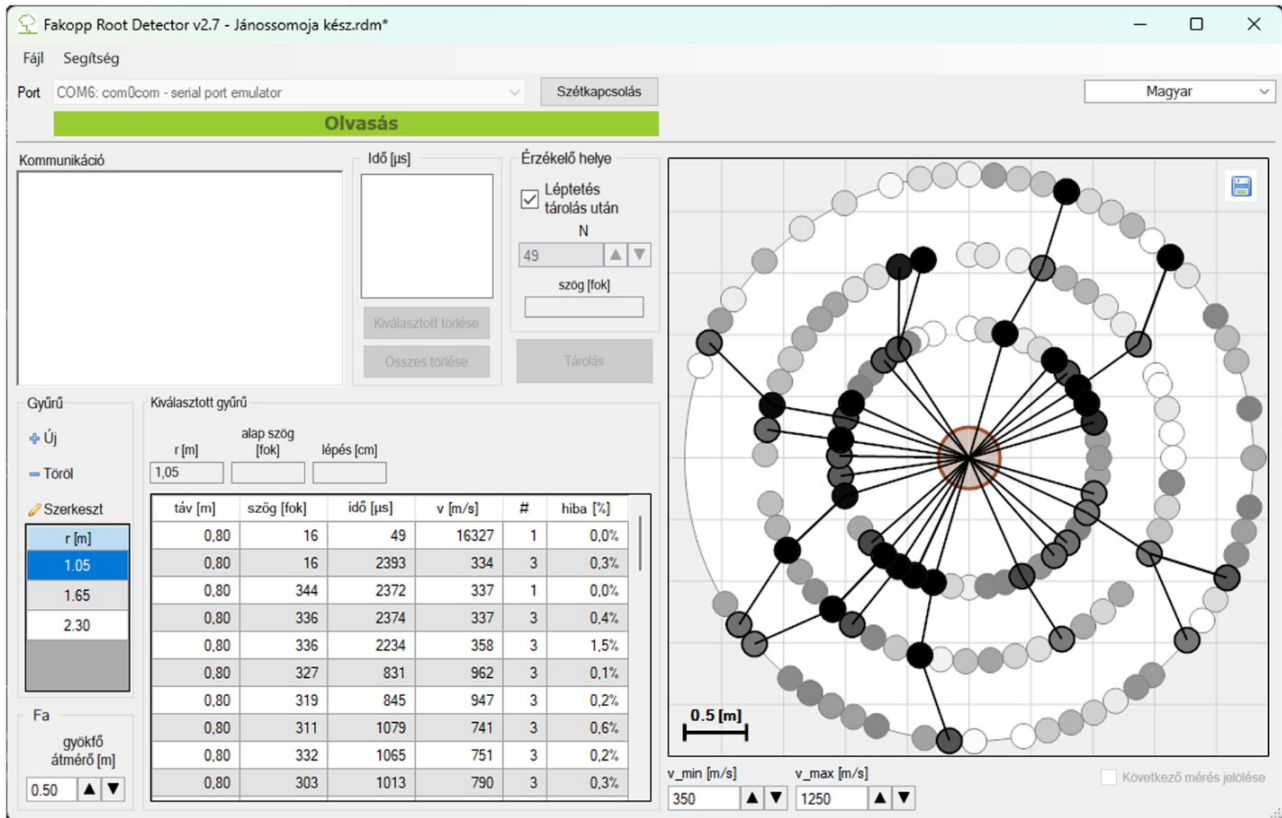 Fakopp Root Detector v2.7 - Jánossomoja kész.rdm*
Fájl Segítség
Port COM6: com0com - serial port emulator Szétkapcsolás Magyar
Olvasás
Kommunikáció
Idő [µs]
Kiválasztott törlése
Összes törlése
Érzékelő helye
Léptetés
tárolás után
N
49
szög [fok]
Tárolás
Gyűrű
Új
Töröl
Szerkeszt
r [m]
1.05
1.65
2.30
Fa
gyökfő
átmérő [m]
0.50
Kiválasztott gyűrű
r [m] alap szög [fok] lépés [cm]
1,05
táv [m] szög [fok] idő [µs] v [m/s] # hiba [%]
0,80 16 49 16327 1 0,0%
0,80 16 2393 334 3 0,3%
0,80 344 2372 337 1 0,0%
0,80 336 2374 337 3 0,4%
0,80 336 2234 358 3 1,5%
0,80 327 831 962 3 0,1%
0,80 319 845 947 3 0,2%
0,80 311 1079 741 3 0,6%
0,80 332 1065 751 3 0,2%
0,80 303 1013 790 3 0,3%
0.5 [m]
v_min [m/s] v_max [m/s]
350 1250
Következő mérés jelölése